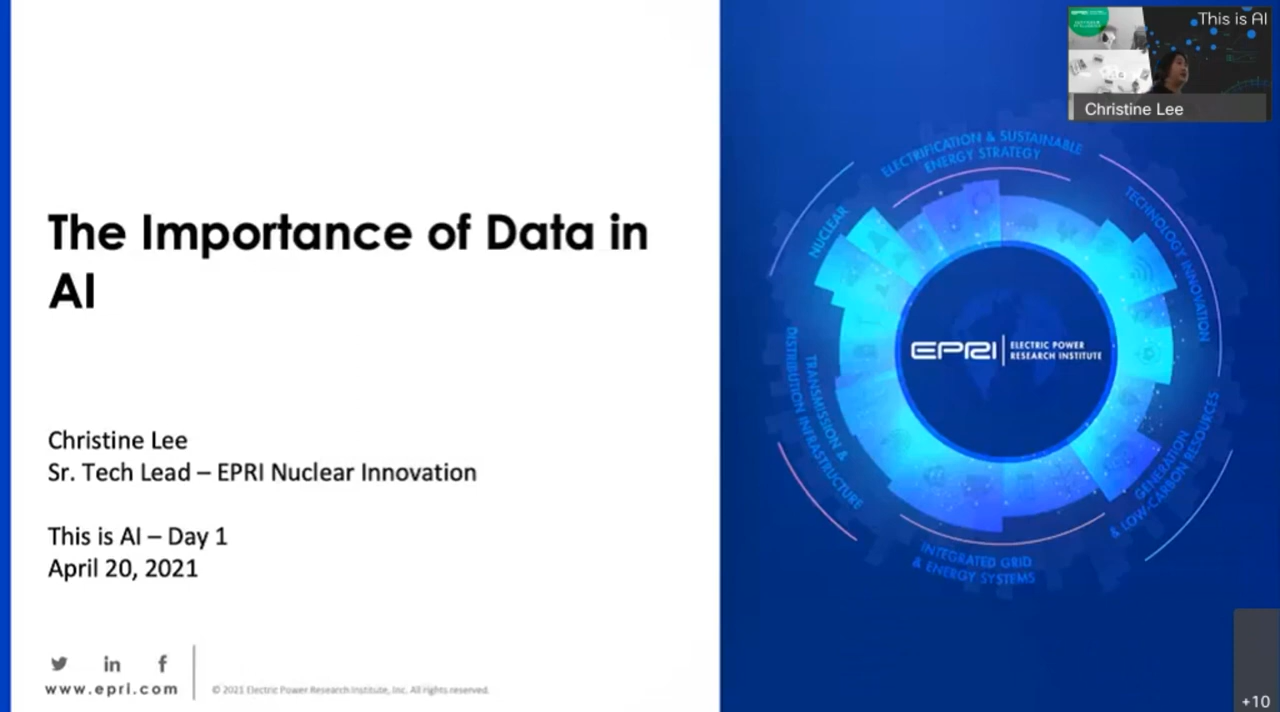 The Importance of Data in
AI
Christine Lee
Sr. Tech Lead – EPRI Nuclear Innovation
This is AI – Day 1
April 20, 2021
www.epri.com
© 2021 Electric Power Research Institute, Inc. All rights reserved.
This is AI
Christine Lee
ELECTRIFICATION & SUSTAINABLE
ENERGY STRATEGY
TECHNOLOGY INNOVATION
NUCLEAR
EPRI
ELECTRIC POWER
RESEARCH INSTITUTE
TRANSMISSION &
DISTRIBUTION INFRASTRUCTURE
GENERATION
& LOW-CARBON RESOURCES
INTEGRATED GRID
& ENERGY SYSTEMS
+10